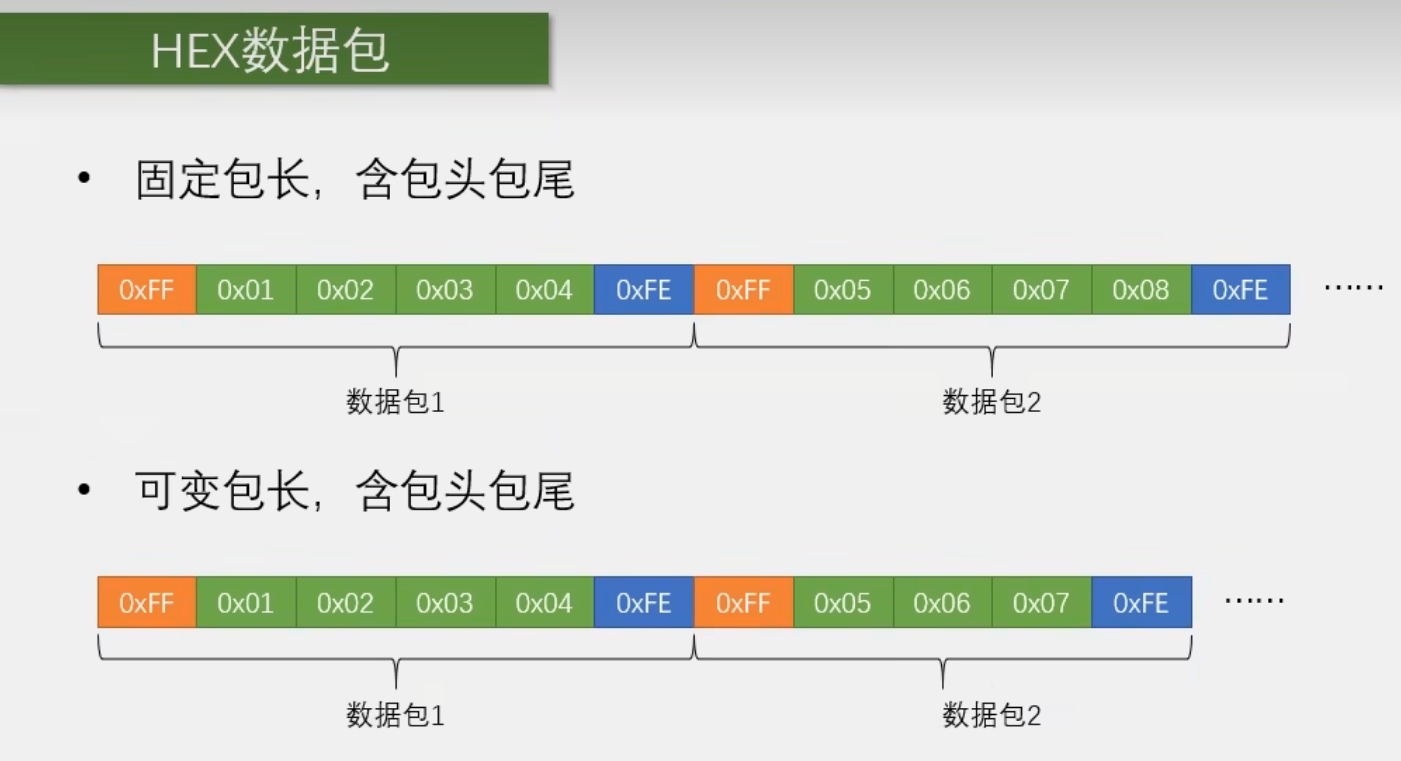 HEX数据包
• 固定包长，含包头包尾
0xFF 0x01 0x02 0x03 0x04 0xFE 0xFF 0x05 0x06 0x07 0x08 0xFE ……
数据包1 数据包2
• 可变包长，含包头包尾
0xFF 0x01 0x02 0x03 0x04 0xFE 0xFF 0x05 0x06 0x07 0xFE ……
数据包1 数据包2